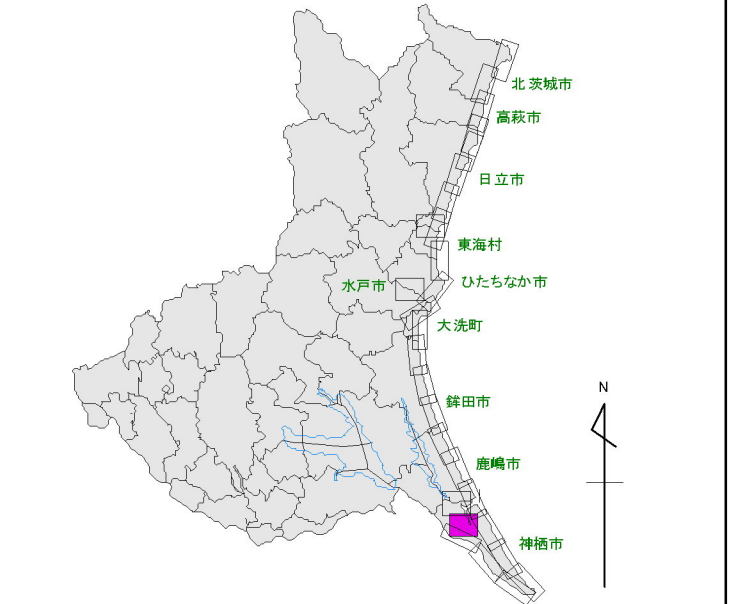 北茨城市
高萩市
日立市
東海村
ひたちなか市
水戸市
大洗町
N
鉾田市
鹿嶋市
神栖市